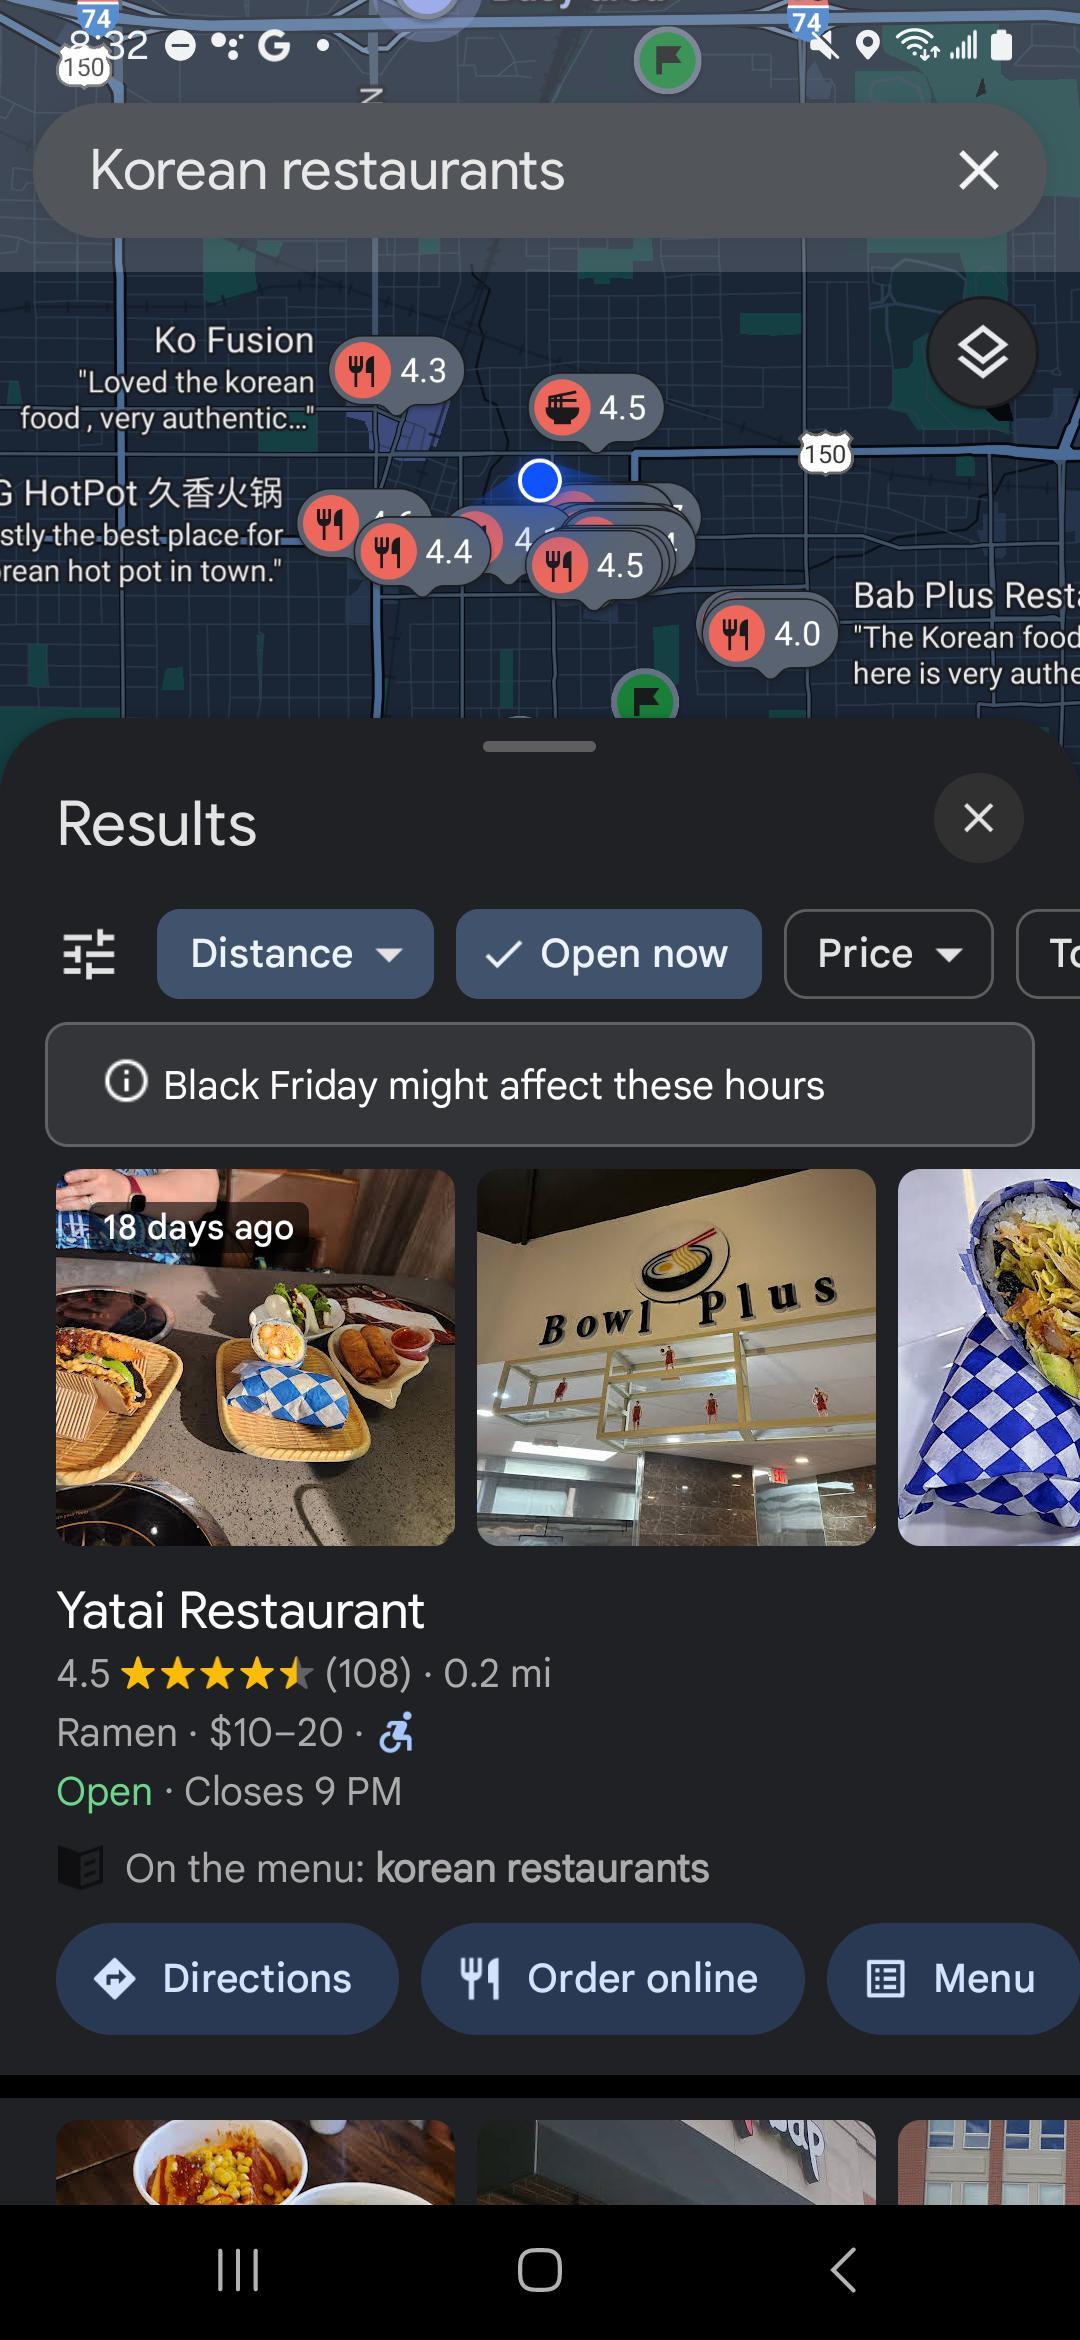 74
74
8:32
150
Korean restaurants
Ko Fusion
"Loved the korean
food , very authentic..."
4.3
4.5
150
G HotPot 久香火锅
stly the best place for
rean hot pot in town."
4.4
4.5
Bab Plus
"The Korean food
here is very
4.0
Results
Distance
Open now
Price
Black Friday might affect these hours
18 days ago
Bowl Plus
Yatai Restaurant
4.5 (108) · 0.2 mi
Ramen · $10–20 ·
Open · Closes 9 PM
On the menu: korean restaurants
Directions
Order online
Menu